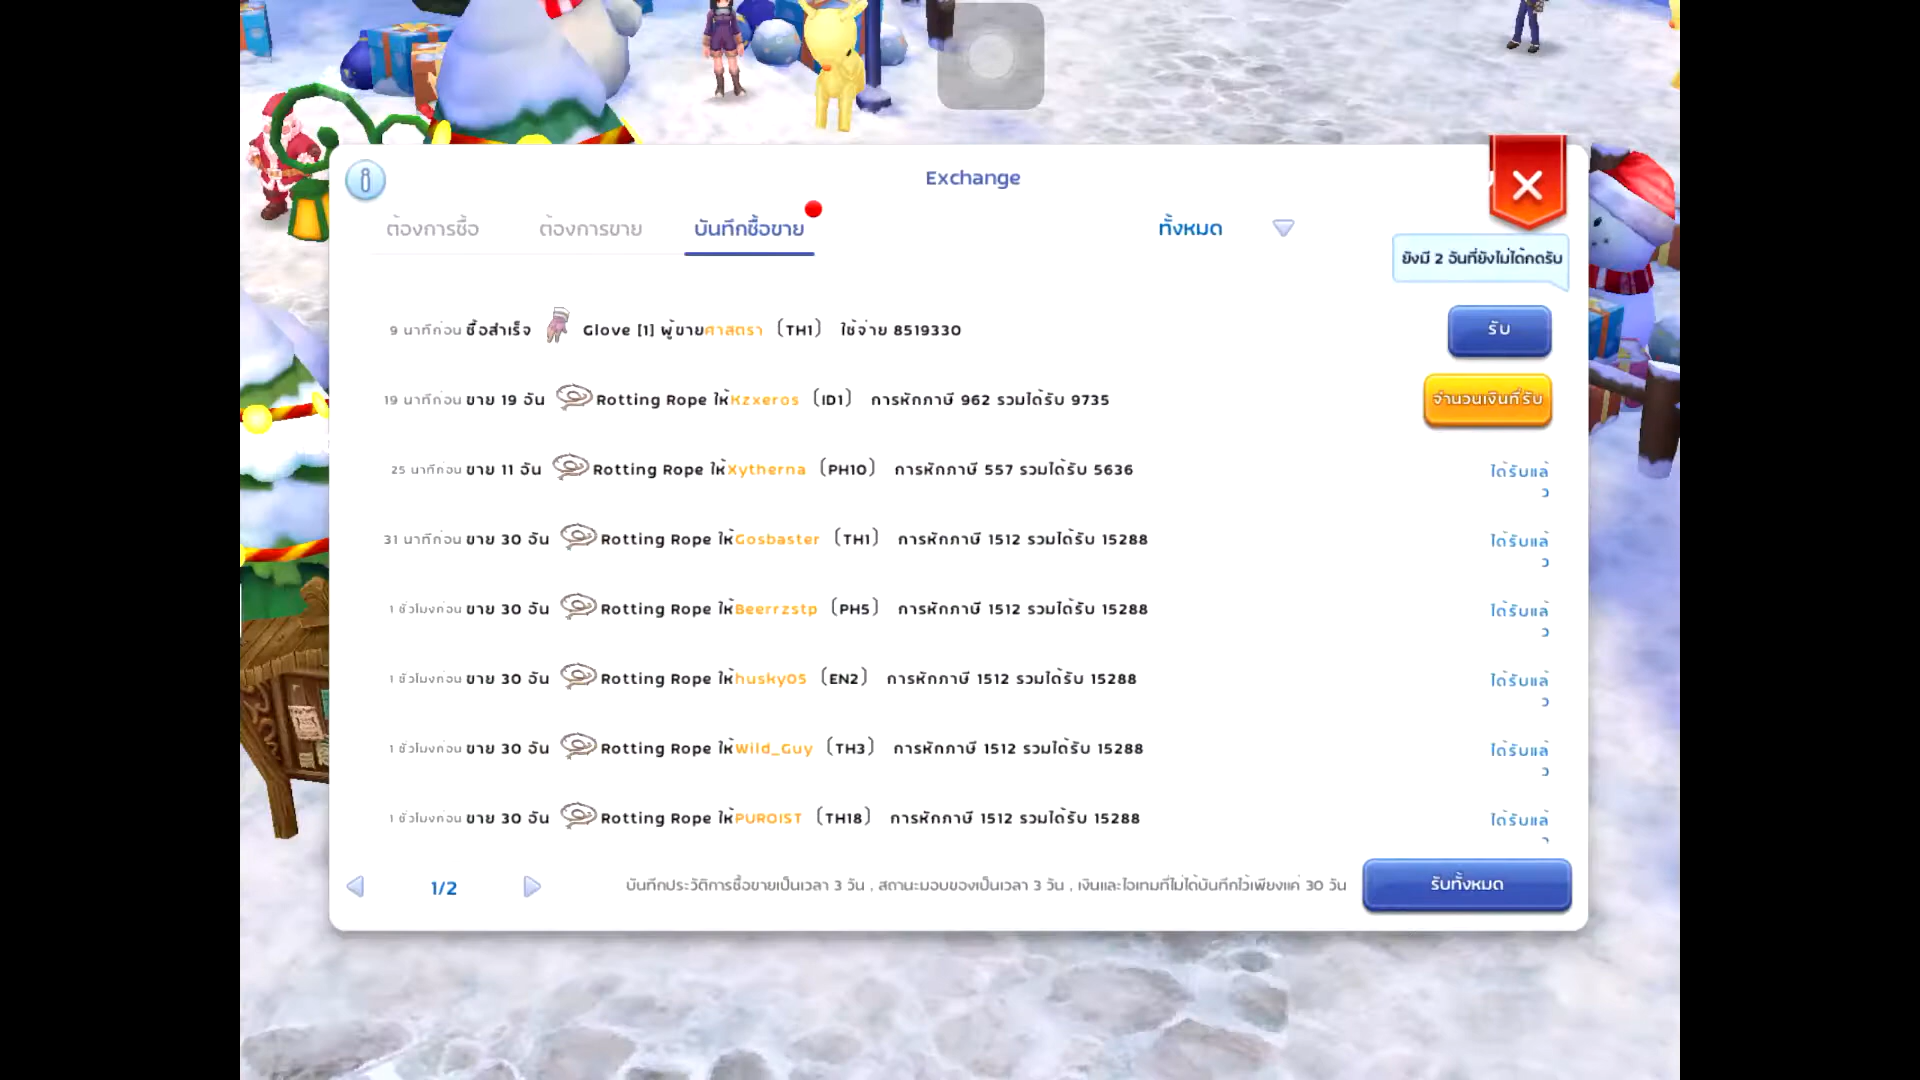 Exchange
ต้องการซื้อ ต้องการขาย บันทึกซื้อขาย ทั้งหมด
ยังมี 2 อันที่ยังไม่ได้กดรับ
9 นาทีก่อน ซื้อสำเร็จ Glove [1] ผู้ขายศาสตรา (TH1) ใช้จ่าย 8519330 รับ
19 นาทีก่อน ขาย 19 อัน Rotting Rope ให้Kzxeros (ID1) การหักภาษี 962 รวมได้รับ 9735 จำนวนเงินที่รับ
25 นาทีก่อน ขาย 11 อัน Rotting Rope ให้Xytherna (PH10) การหักภาษี 557 รวมได้รับ 5636 ได้รับแล้ว
31 นาทีก่อน ขาย 30 อัน Rotting Rope ให้Gosbaster (TH1) การหักภาษี 1512 รวมได้รับ 15288 ได้รับแล้ว
1 ชั่วโมงก่อน ขาย 30 อัน Rotting Rope ให้Beerrzstp (PH5) การหักภาษี 1512 รวมได้รับ 15288 ได้รับแล้ว
1 ชั่วโมงก่อน ขาย 30 อัน Rotting Rope ให้husky05 (EN2) การหักภาษี 1512 รวมได้รับ 15288 ได้รับแล้ว
1 ชั่วโมงก่อน ขาย 30 อัน Rotting Rope ให้Wild_Guy (TH3) การหักภาษี 1512 รวมได้รับ 15288 ได้รับแล้ว
1 ชั่วโมงก่อน ขาย 30 อัน Rotting Rope ให้PUROIST (TH18) การหักภาษี 1512 รวมได้รับ 15288 ได้รับแล้ว
1/2 บันทึกประวัติการซื้อขายเป็นเวลา 3 วัน , สถานะมอบของเป็นเวลา 3 วัน , เงินและไอเทมที่ไม่ได้บันทึกไว้เพียงแค่ 30 วัน รับทั้งหมด